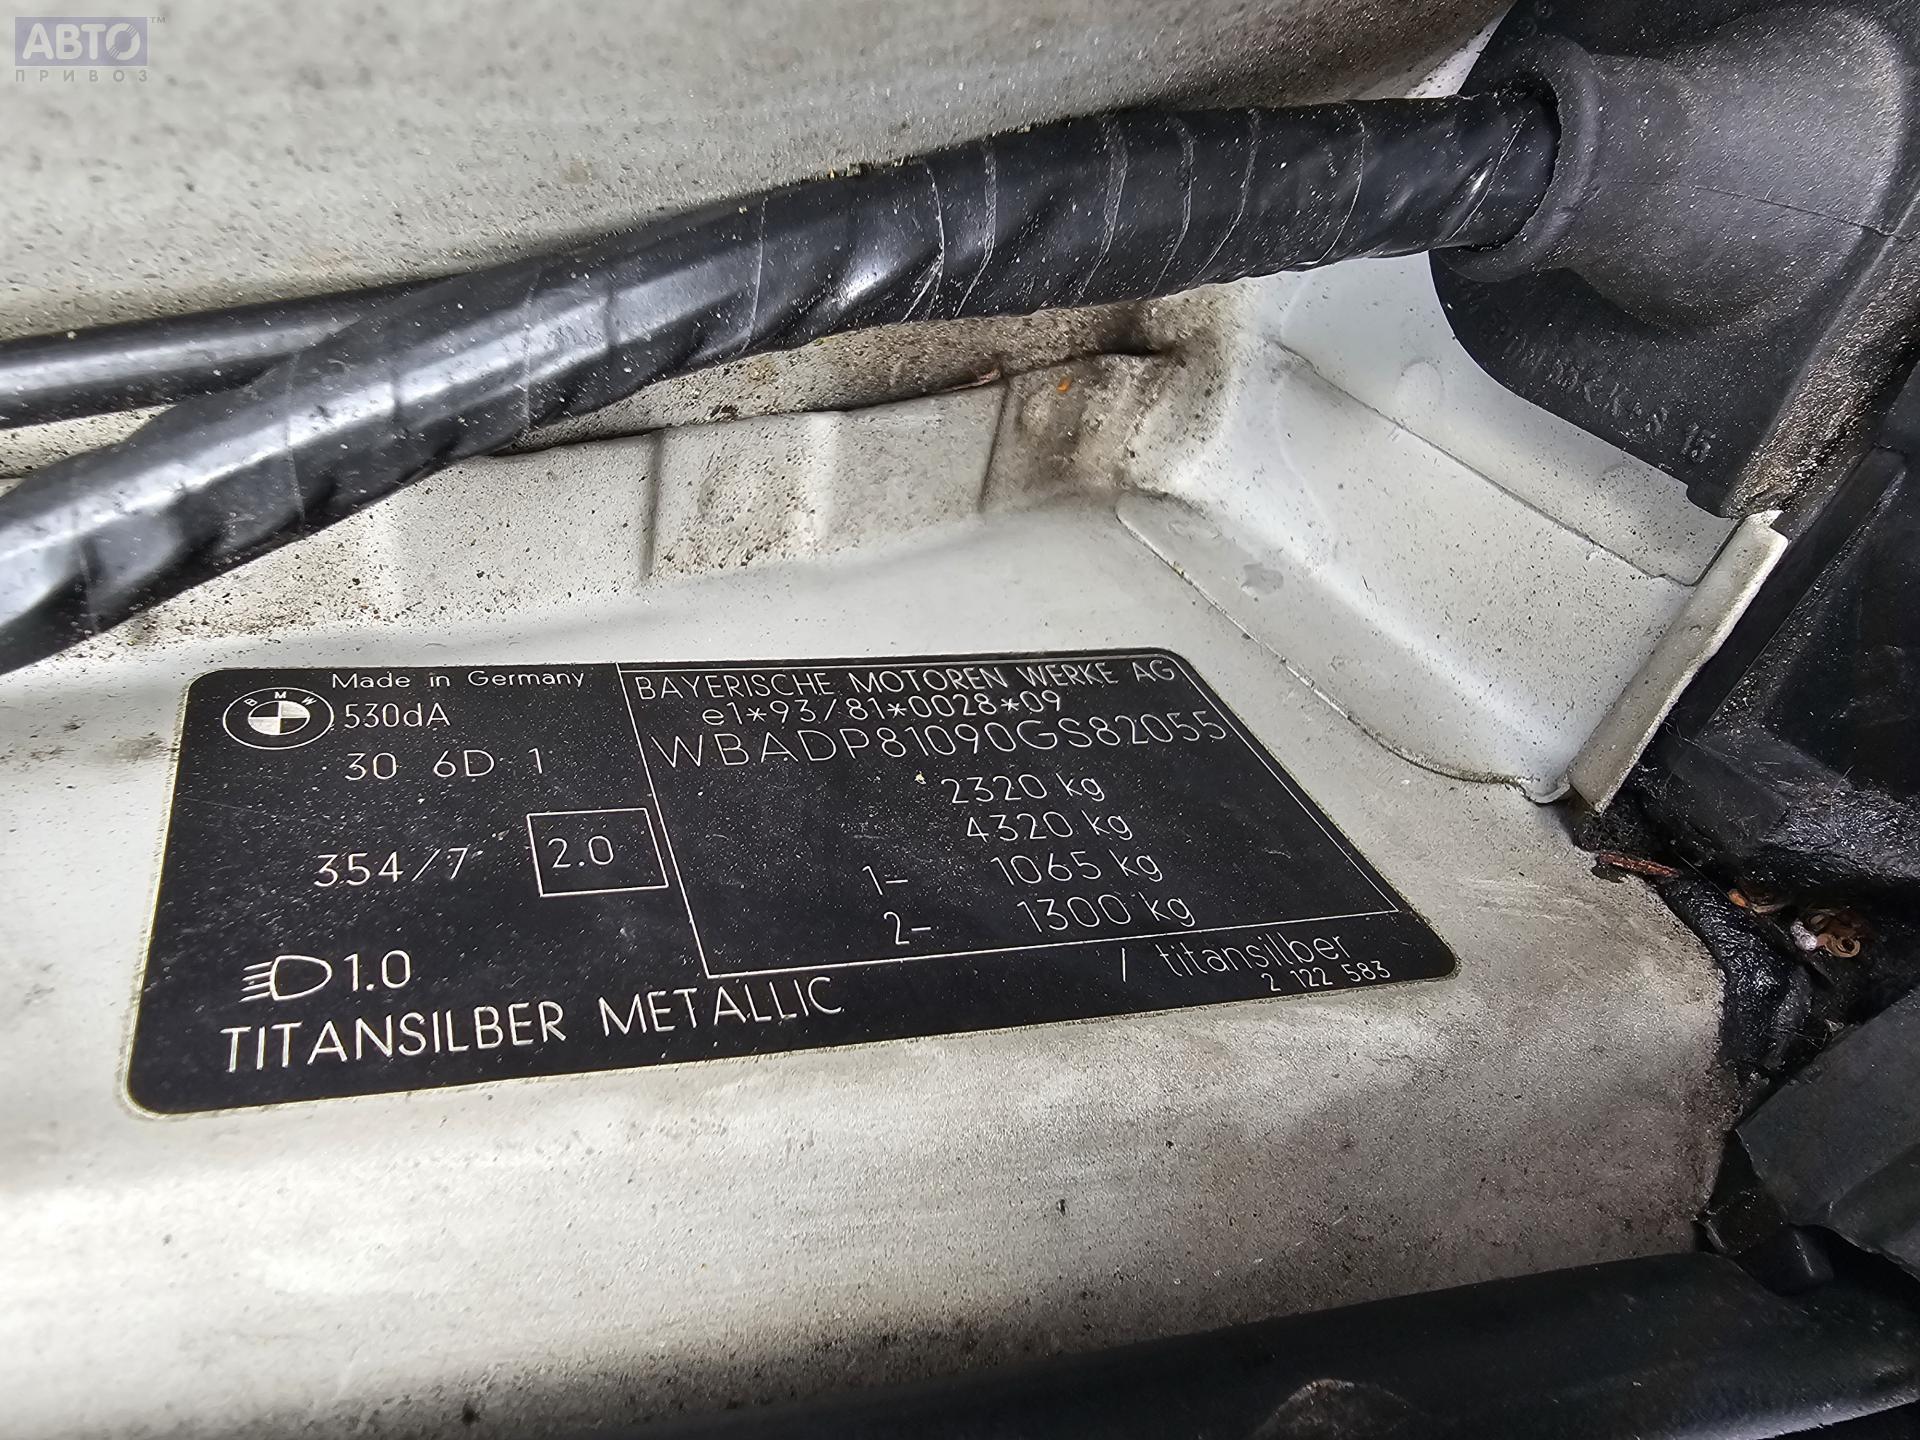 АВТО™
ПРИВОЗ
Made in Germany
BMW
530dA
30 6D 1
354/7 2.0
1.0
TITANSILBER METALLIC
BAYERISCHE MOTOREN WERKE AG
e1*93/81*0028*09
WBADP81090GS82055
2320 kg
4320 kg
1- 1065 kg
2- 1300 kg
/ titansilber
2 122 583